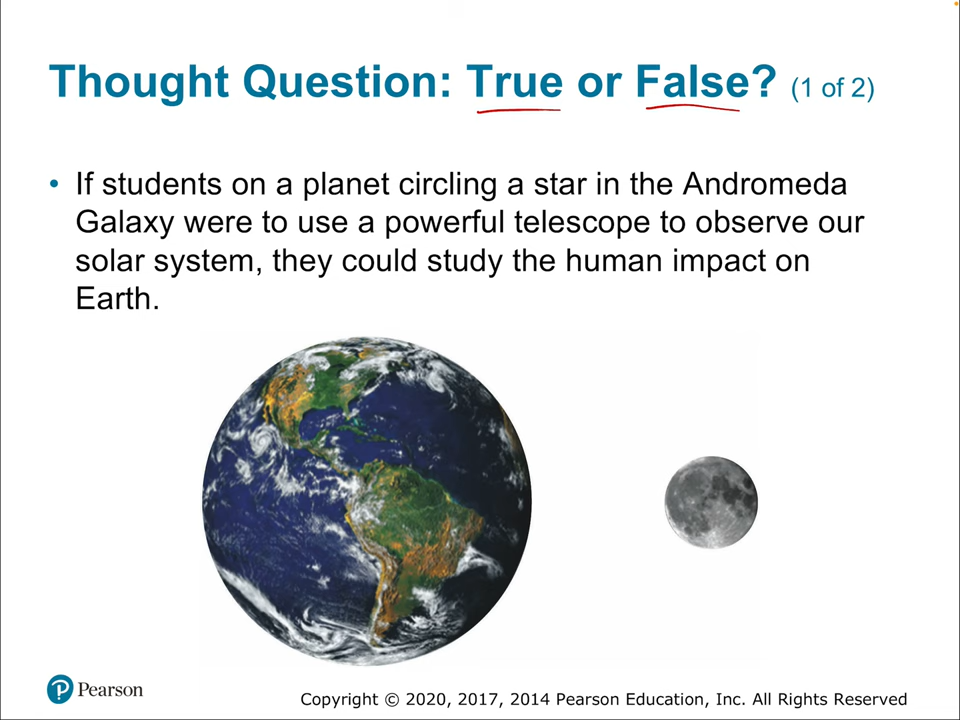 Thought Question: True or False? (1 of 2)
• If students on a planet circling a star in the Andromeda
Galaxy were to use a powerful telescope to observe our
solar system, they could study the human impact on
Earth.
P Pearson
Copyright © 2020, 2017, 2014 Pearson Education, Inc. All Rights Reserved